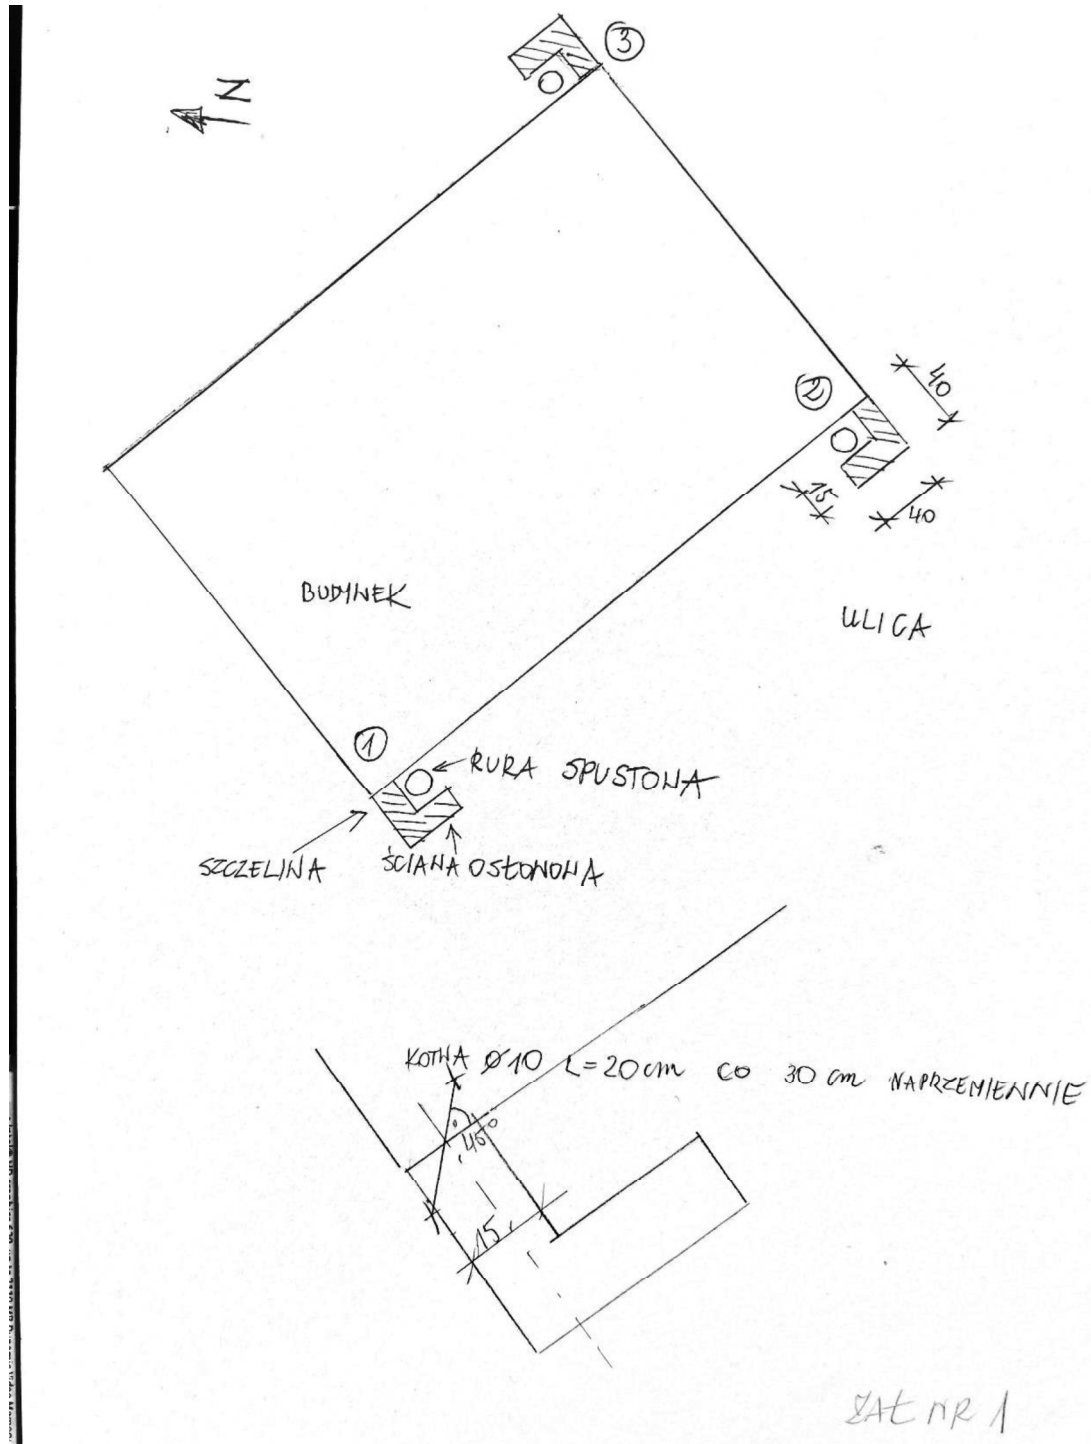 3
N
40
2
15
40
BUDYNEK
ULICA
1
RURA SPUSTOWA
SZCZELINA
ŚCIANA OSŁONOWA
KOTWA Ø10 L=20cm co 30 cm NAPRZEMIENNIE
45°
15
ZAŁ NR 1